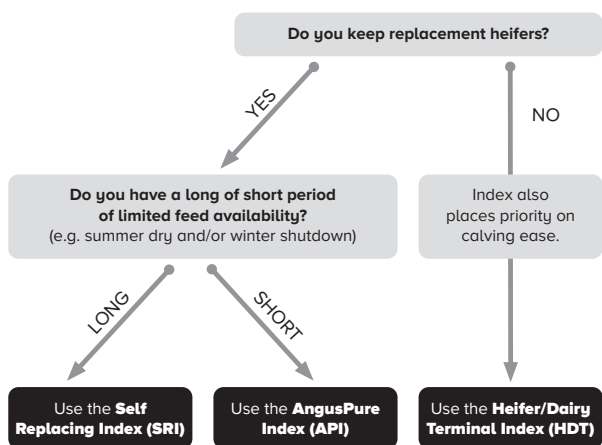 Do you keep replacement heifers?
YES
NO
Do you have a long of short period
of limited feed availability?
(e.g. summer dry and/or winter shutdown)
Index also
places priority on
calving ease.
LONG
SHORT
Use the Self
Replacing Index (SRI)
Use the AngusPure
Index (API)
Use the Heifer/Dairy
Terminal Index (HDT)